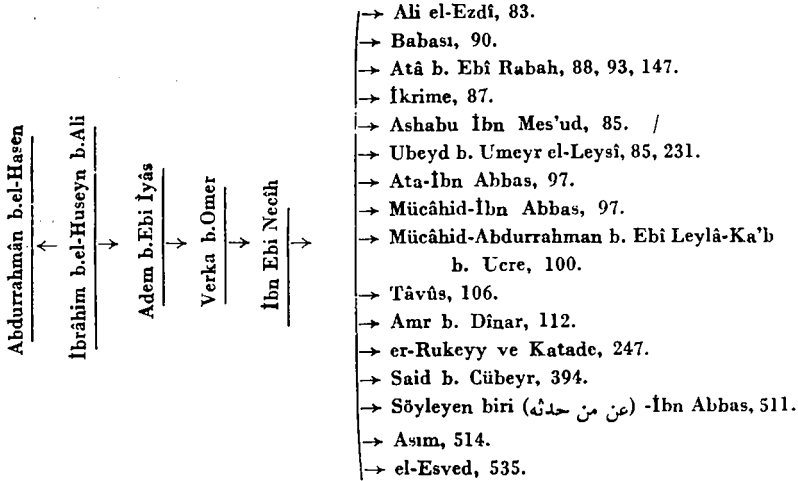 Abdurrahmân b.el-Hasen
←
İbrâhim b.el-Huseyn b.Ali
→
Adem b.Ebi İyâs
→
Verka b.Omer
→
İbn Ebi Necîh
→
→ Ali el-Ezdî, 83.
→ Babası, 90.
→ Atâ b. Ebî Rabah, 88, 93, 147.
→ İkrime, 87.
→ Ashabu İbn Mes'ud, 85. /
→ Ubeyd b. Umeyr el-Leysî, 85, 231.
→ Ata-İbn Abbas, 97.
→ Mücâhid-İbn Abbas, 97.
→ Mücâhid-Abdurrahman b. Ebî Leylâ-Ka'b
b. Ucre, 100.
→ Tâvûs, 106.
→ Amr b. Dînar, 112.
→ er-Rukeyy ve Katade, 247.
→ Said b. Cübeyr, 394.
→ Söyleyen biri (عن من حدثه) -İbn Abbas, 511.
→ Asım, 514.
→ el-Esved, 535.